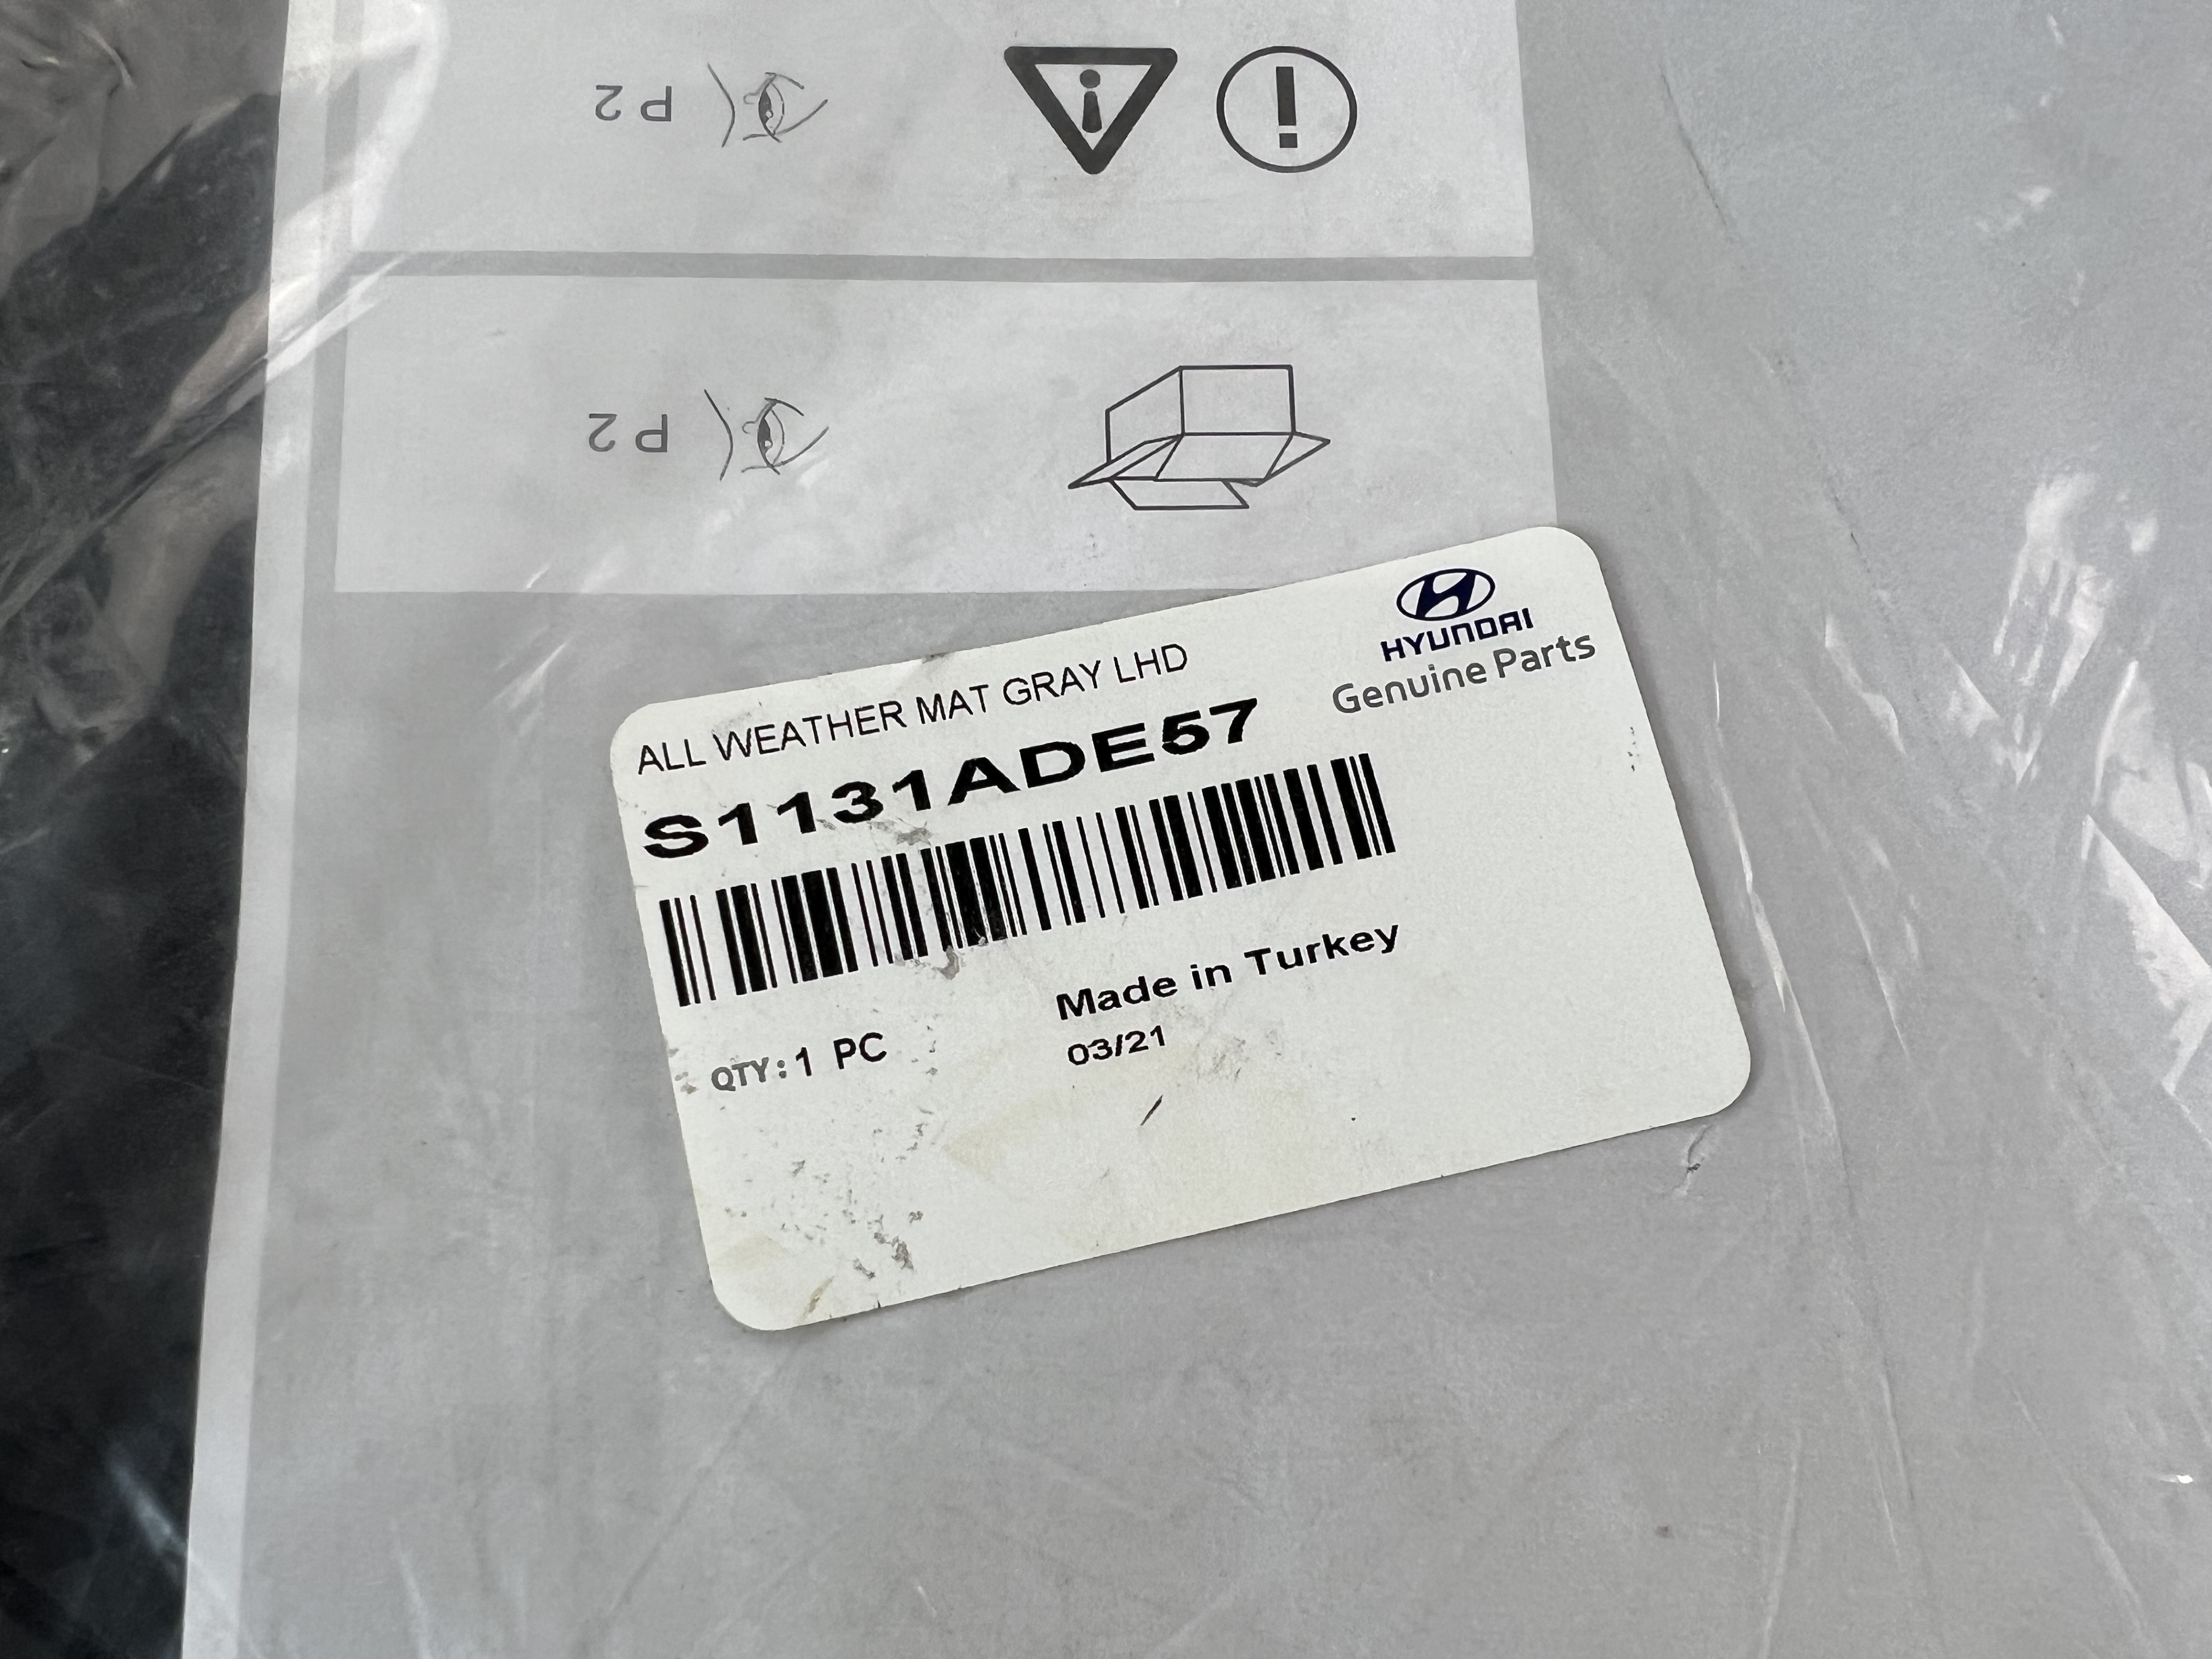 P2
P2
HYUNDAI
Genuine Parts
ALL WEATHER MAT GRAY LHD
S1131ADE57
QTY:1 PC
Made in Turkey
03/21